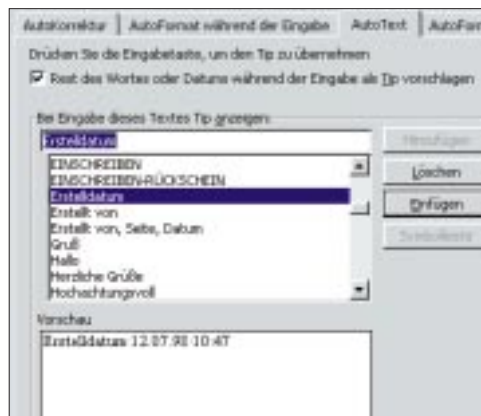 AutoKorrektur AutoFormat während der Eingabe AutoText AutoFor
Drücken Sie die Eingabetaste, um den Tip zu übernehmen
Rest des Wortes oder Datums während der Eingabe als Tip vorschlagen
Bei Eingabe dieses Textes Tip anzeigen:
Erstelldatum
Hinzufügen
EINSCHREIBEN
EINSCHREIBEN-RÜCKSCHEIN
Löschen
Erstelldatum
Erstellt von
Einfügen
Erstellt von, Seite, Datum
Gruß
Hallo
Herzliche Grüße
Hochachtungsvoll
Vorschau
Erstelldatum 12.07.98 10:47